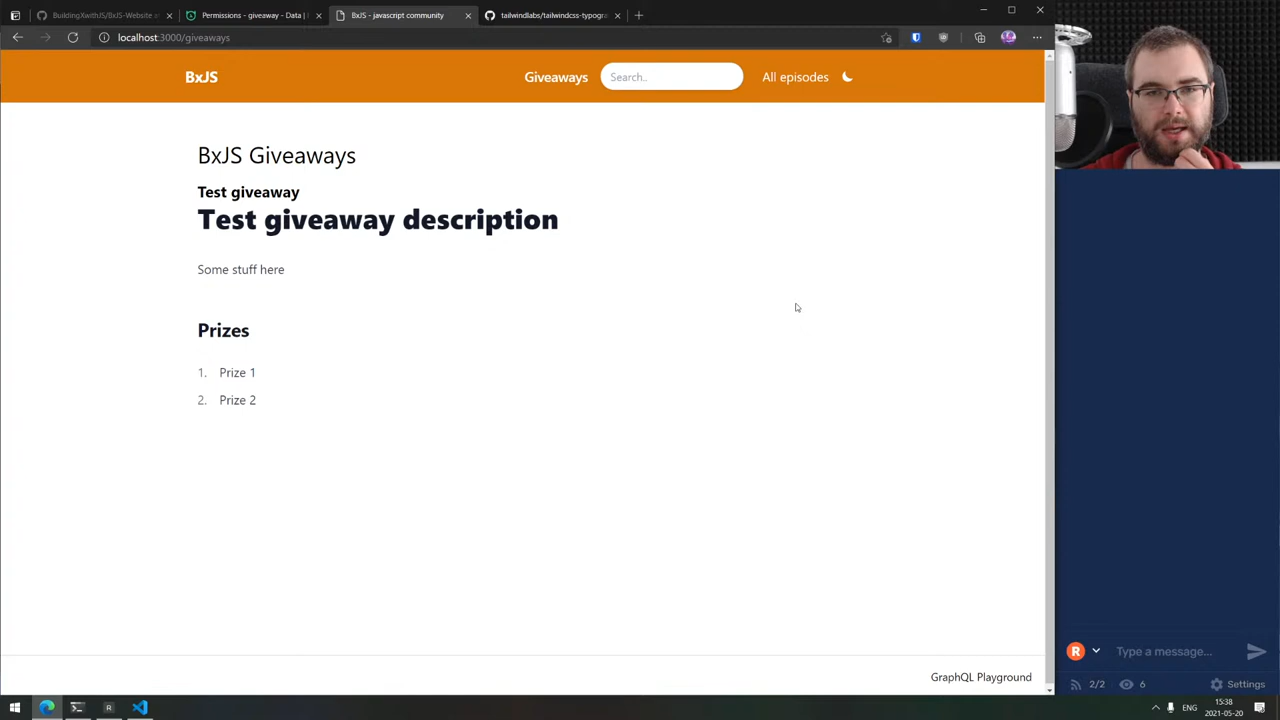 BuildingXwithJS/BxJS-Website a
Permissions - giveaway - Data |
BxJS - javascript community
tailwindlabs/tailwindcss-typogra
localhost:3000/giveaways
BxJS
Giveaways
Search..
All episodes
BxJS Giveaways
Test giveaway
Test giveaway description
Some stuff here
Prizes
1. Prize 1
2. Prize 2
GraphQL Playground
R
Type a message...
2/2
6
Settings
R
ENG
15:38
2021-05-20